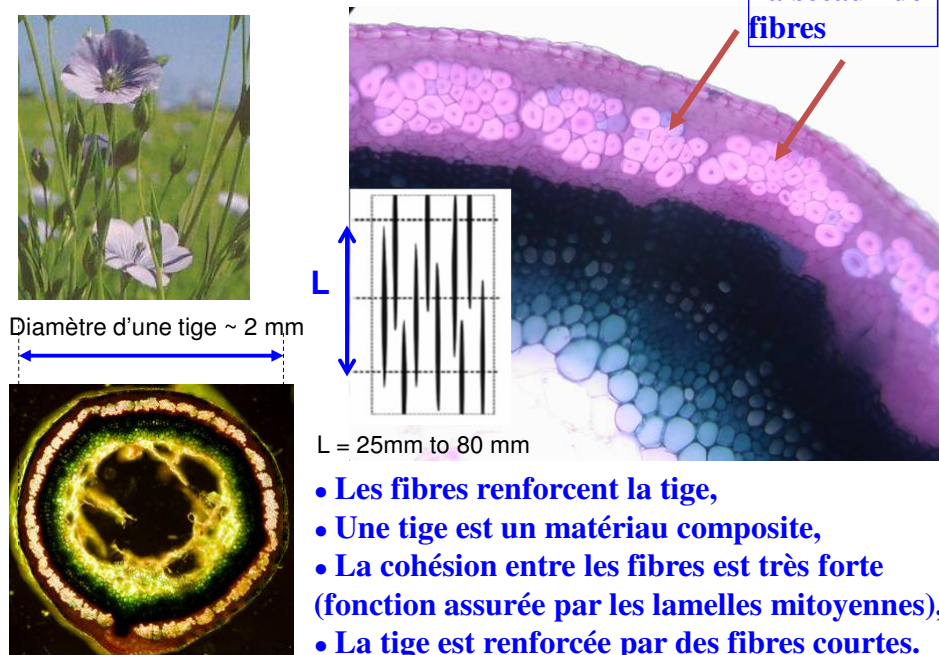 fibres
L
Diamètre d'une tige ~ 2 mm
L = 25mm to 80 mm
• Les fibres renforcent la tige,
• Une tige est un matériau composite,
• La cohésion entre les fibres est très forte
(fonction assurée par les lamelles mitoyennes),
• La tige est renforcée par des fibres courtes.